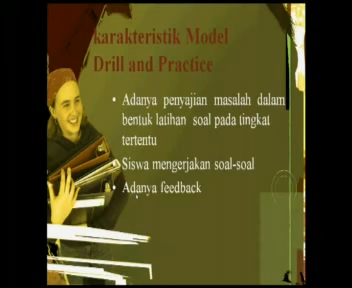 karakteristik Model
Drill and Practice
• Adanya penyajian masalah dalam
bentuk latihan soal pada tingkat
tertentu
• Siswa mengerjakan soal-soal
• Adanya feedback